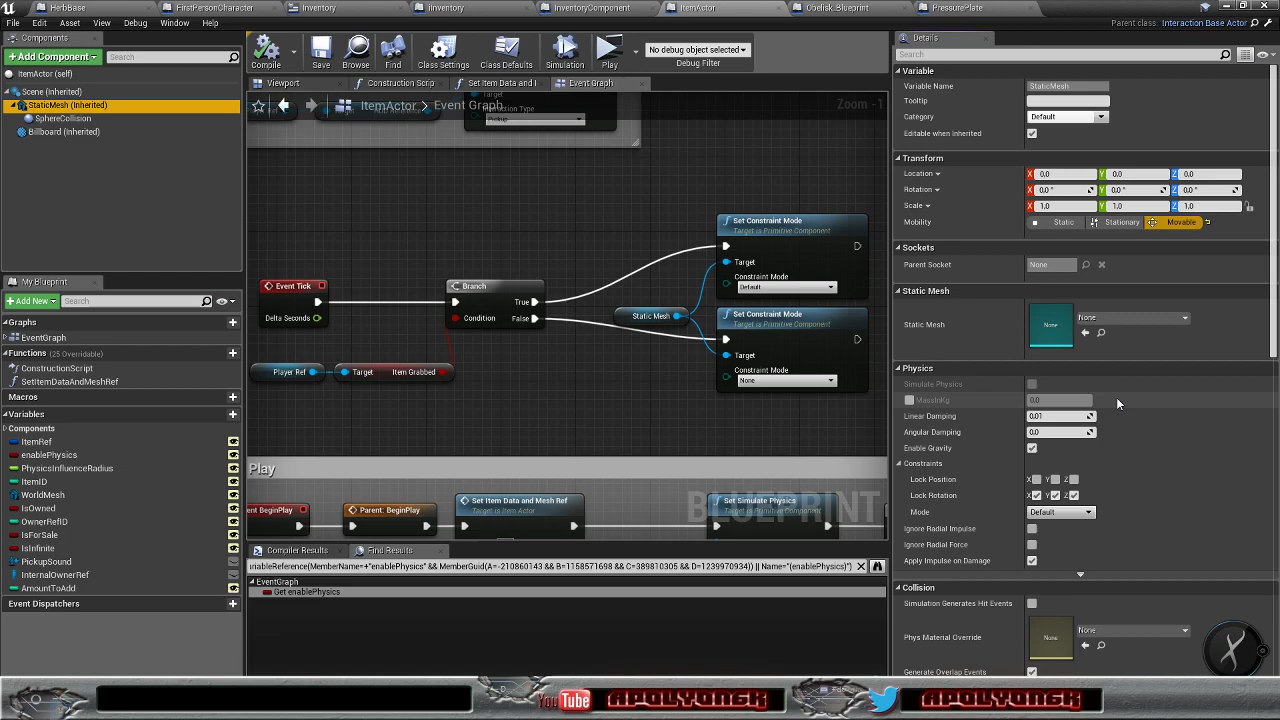 HerbBase
FirstPersonCharacter
Inventory
iInventory
InventoryComponent
ItemActor
Obelisk.Blueprint
PressurePlate
File
Edit
Asset
View
Debug
Window
Help
Parent class: Interaction Base Actor
Components
+ Add Component
Search
ItemActor (self)
Scene (Inherited)
StaticMesh (Inherited)
SphereCollision
Billboard (Inherited)
My Blueprint
+ Add New
Search
Graphs
EventGraph
Functions (25 Overridable)
ConstructionScript
SetItemDataAndMeshRef
Macros
Variables
Components
ItemRef
enablePhysics
PhysicsInfluenceRadius
ItemID
WorldMesh
IsOwned
OwnerRefID
IsForSale
IsInfinite
PickupSound
InternalOwnerRef
AmountToAdd
Event Dispatchers
Compile
Save
Browse
Find
Class Settings
Class Defaults
Simulation
Play
No debug object selected
Debug Filter
Viewport
Construction Scrip
Set Item Data and I
Event Graph
ItemActor > Event Graph
Zoom -1
Target
Interaction Type
Pickup
Event Tick
Delta Seconds
Branch
True
Condition
False
Player Ref
Target
Item Grabbed
Static Mesh
Set Constraint Mode
Target is Primitive Component
Target
Constraint Mode
Default
Set Constraint Mode
Target is Primitive Component
Target
Constraint Mode
None
Play
ent BeginPlay
Parent: BeginPlay
Set Item Data and Mesh Ref
Target is Item Actor
Set Simulate Physics
Target is Primitive Component
BLUEPRINT
Compiler Results
Find Results
ariableReference(MemberName=+"enablePhysics" && MemberGuid(A=-210860143 && B=1158571698 && C=389810305 && D=1239970934)) || Name="(enablePhysics)")
EventGraph
Get enablePhysics
Details
Search
Variable
Variable Name
StaticMesh
Tooltip
Category
Default
Editable when Inherited
Transform
Location
X 0.0 Y 0.0 Z 0.0
Rotation
X 0.0 ° Y 0.0 ° Z 0.0 °
Scale
X 1.0 Y 1.0 Z 1.0
Mobility
Static
Stationary
Movable
Sockets
Parent Socket
None
Static Mesh
Static Mesh
None
None
Physics
Simulate Physics
MassInKg
0.0
Linear Damping
0.01
Angular Damping
0.0
Enable Gravity
Constraints
Lock Position
X Y Z
Lock Rotation
X Y Z
Mode
Default
Ignore Radial Impulse
Ignore Radial Force
Apply Impulse on Damage
Collision
Simulation Generates Hit Events
Phys Material Override
None
None
Generate Overlap Events
YouTube
APOLYONGK
APOLYONGK